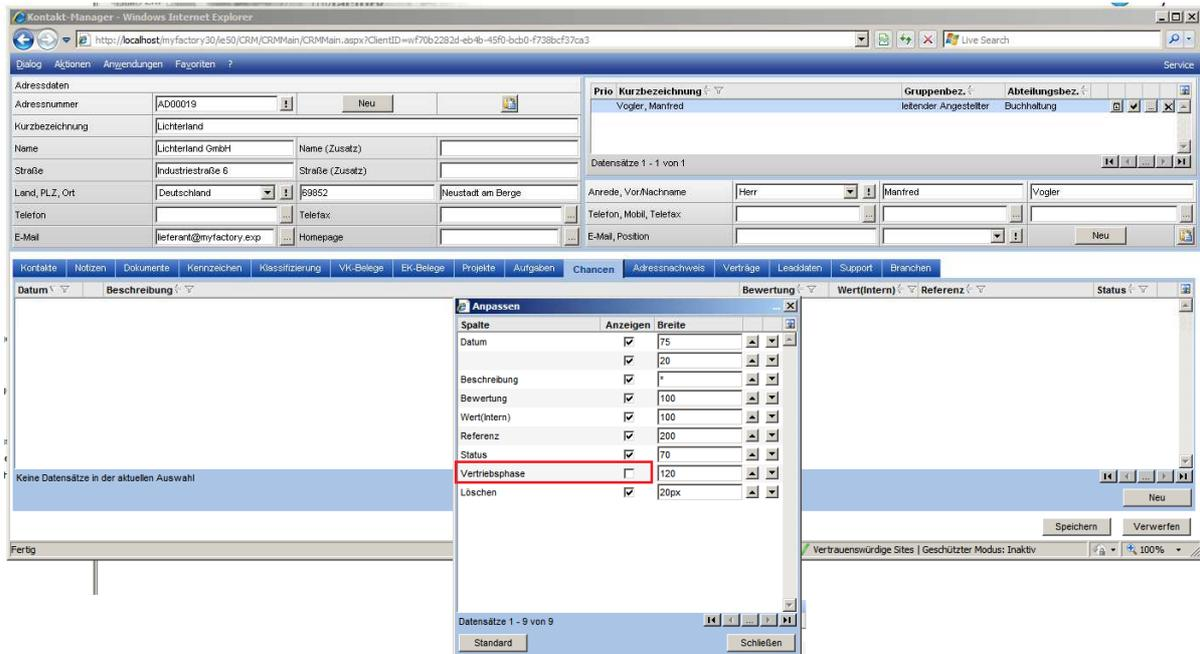 Kontakt-Manager - Windows Internet Explorer
http://localhost/myfactory30/ie50/CRM/CRMMain/CRMMain.aspx?ClientID=wf70b2282d-eb4b-45f0-bcb0-f738bcf37ca3
Live Search
Dialog Aktionen Anwendungen Favoriten ? Service
Adressdaten
Adressnummer AD00019 ! Neu
Kurzbezeichnung Lichterland
Name Lichterland GmbH Name (Zusatz)
Straße Industriestraße 6 Straße (Zusatz)
Land, PLZ, Ort Deutschland ! 69852 Neustadt am Berge
Telefon ... Telefax ...
E-Mail lieferant@myfactory.exp ... Homepage ...
Prio Kurzbezeichnung Gruppenbez. Abteilungsbez.
Vogler, Manfred leitender Angestellter Buchhaltung ...
Datensätze 1 - 1 von 1 ...
Anrede, Vor/Nachname Herr ! Manfred Vogler
Telefon, Mobil, Telefax ... ... ...
E-Mail, Position ! Neu
Kontakte Notizen Dokumente Kennzeichen Klassifizierung VK-Belege EK-Belege Projekte Aufgaben Chancen Adressnachweis Verträge Leaddaten Support Branchen
Datum Beschreibung Bewertung Wert(Intern) Referenz Status
Anpassen ...
Spalte Anzeigen Breite
Datum 75
20
Beschreibung *
Bewertung 100
Wert(Intern) 100
Referenz 200
Status 70
Vertriebsphase 120
Löschen 20px
Datensätze 1 - 9 von 9 ...
Standard Schließen
Keine Datensätze in der aktuellen Auswahl ...
Neu
Speichern Verwerfen
Fertig Vertrauenswürdige Sites | Geschützter Modus: Inaktiv 100%